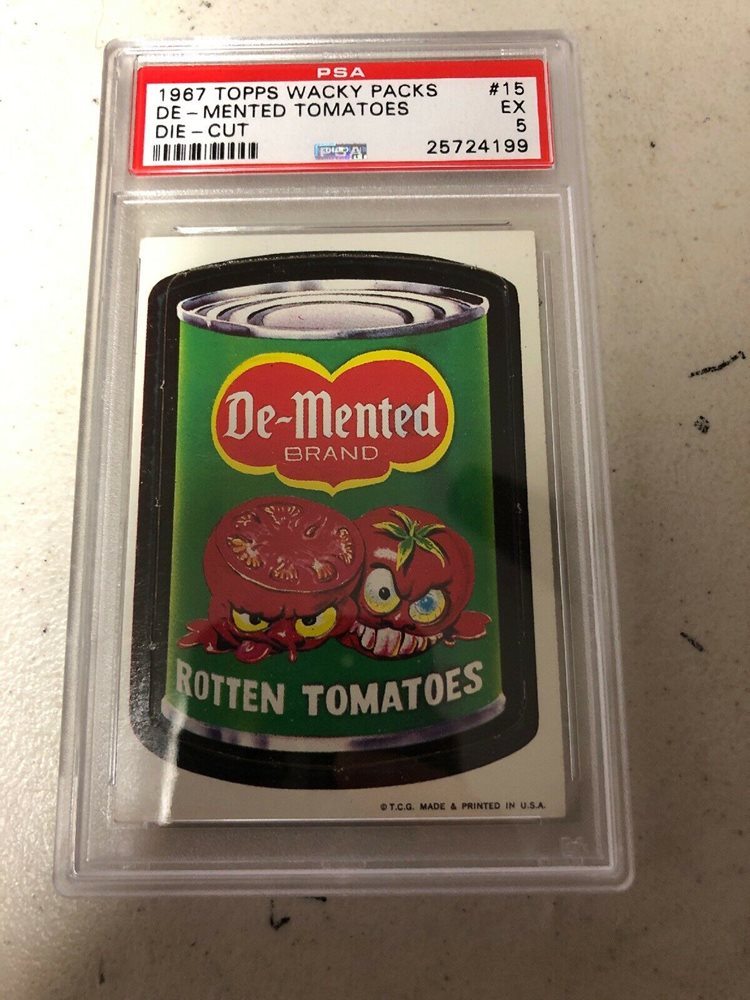 PSA
1967 TOPPS WACKY PACKS #15
DE-MENTED TOMATOES EX
DIE-CUT 5
25724199
De-Mented
BRAND
ROTTEN TOMATOES
© T.C.G. MADE & PRINTED IN U.S.A.